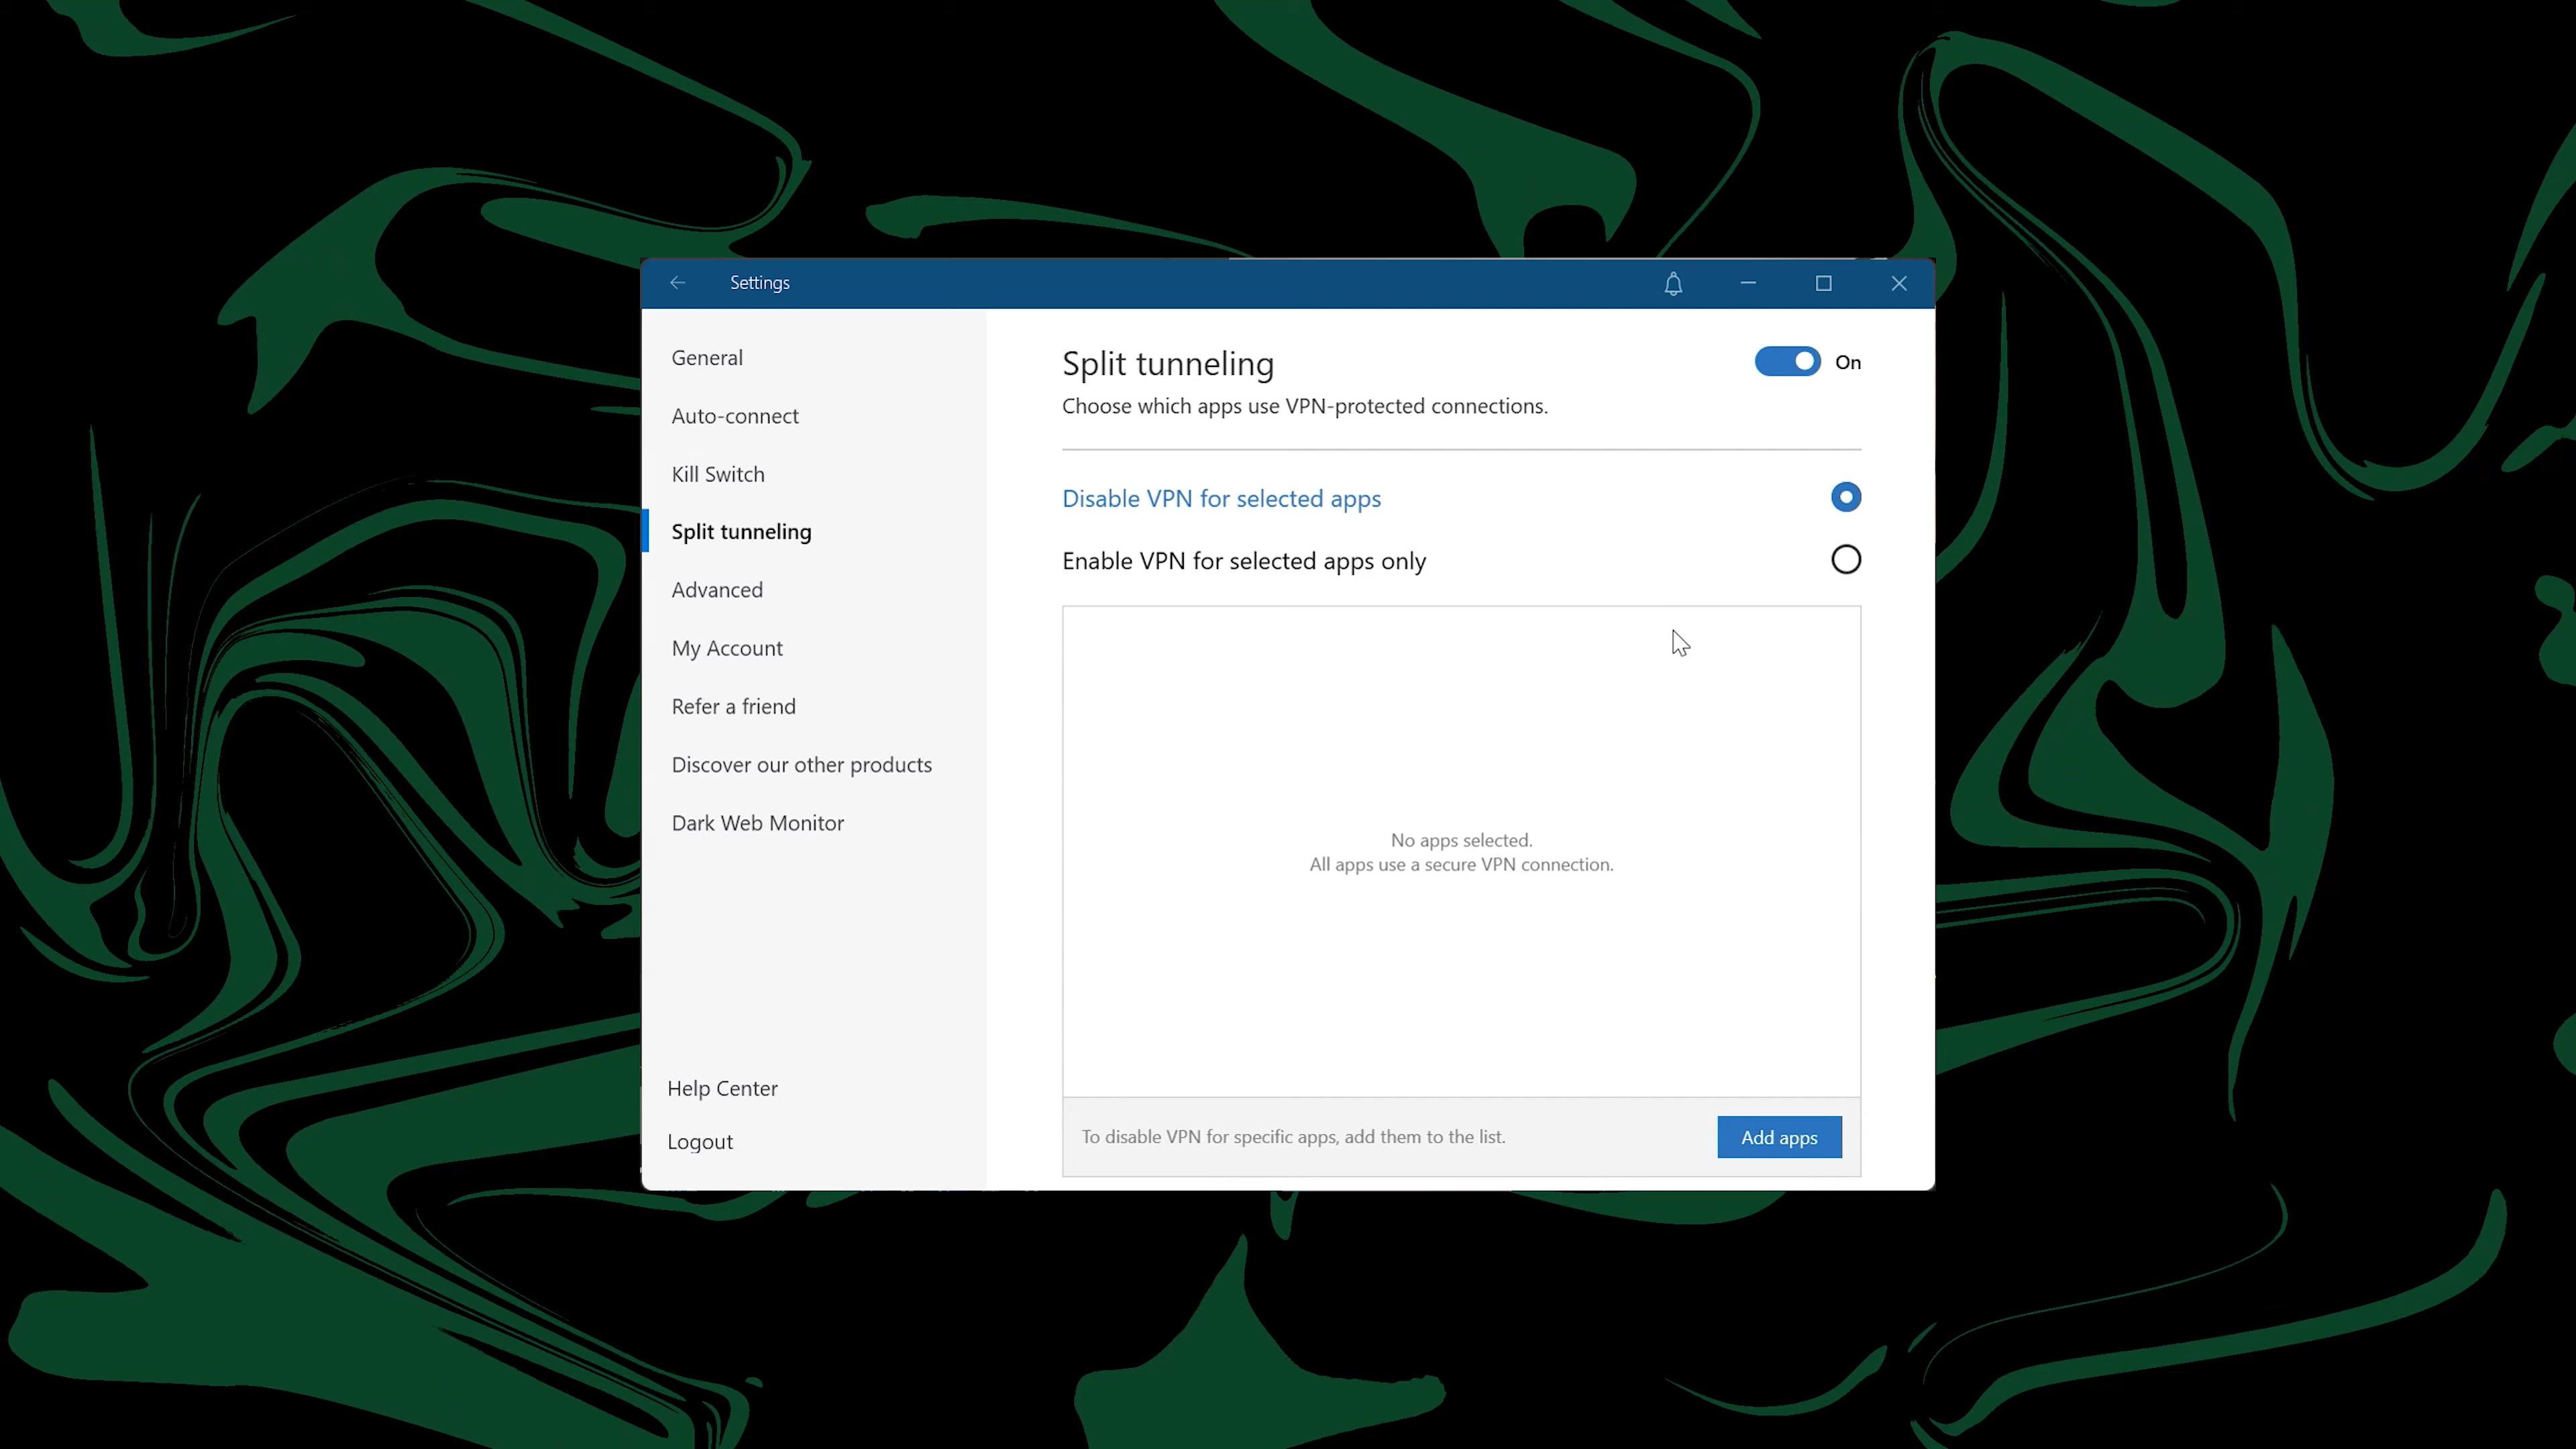 Settings
General
Auto-connect
Kill Switch
Split tunneling
Advanced
My Account
Refer a friend
Discover our other products
Dark Web Monitor
Help Center
Logout
Split tunneling
On
Choose which apps use VPN-protected connections.
Disable VPN for selected apps
Enable VPN for selected apps only
No apps selected.
All apps use a secure VPN connection.
To disable VPN for specific apps, add them to the list.
Add apps